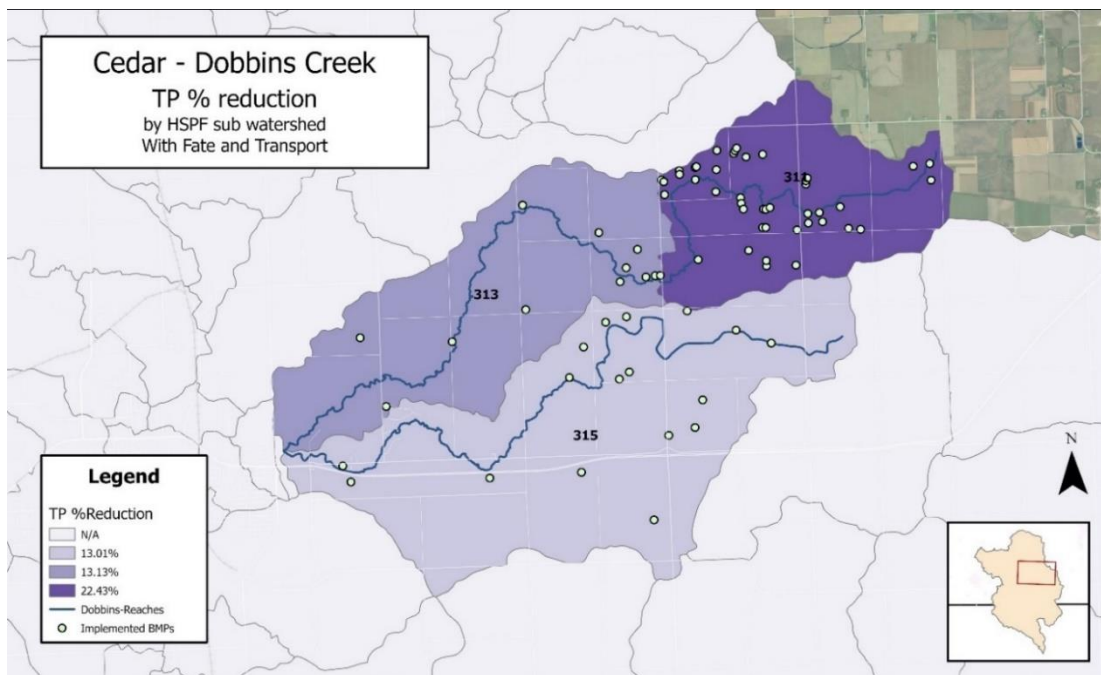 Cedar - Dobbins Creek
TP % reduction
by HSPF sub watershed
With Fate and Transport
311
313
315
N
Legend
TP %Reduction
N/A
13.01%
13.13%
22.43%
Dobbins-Reaches
Implemented BMPs